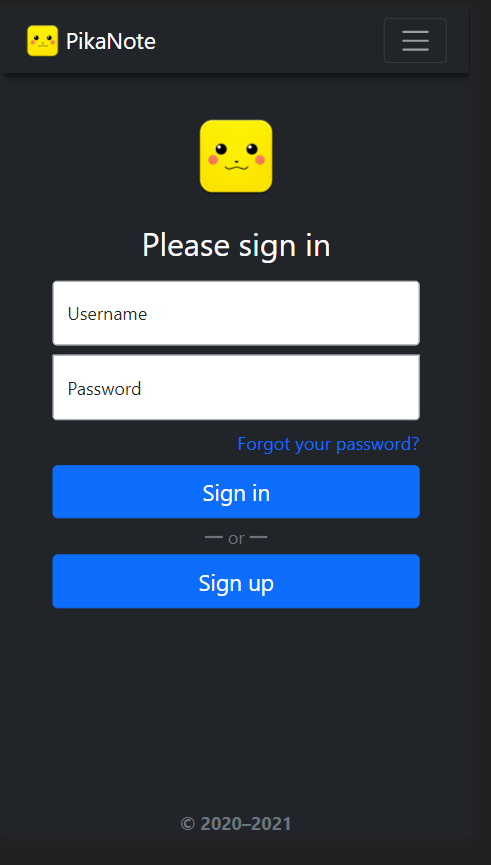 PikaNote
Please sign in
Username
Password
Forgot your password?
Sign in
— or —
Sign up
© 2020–2021